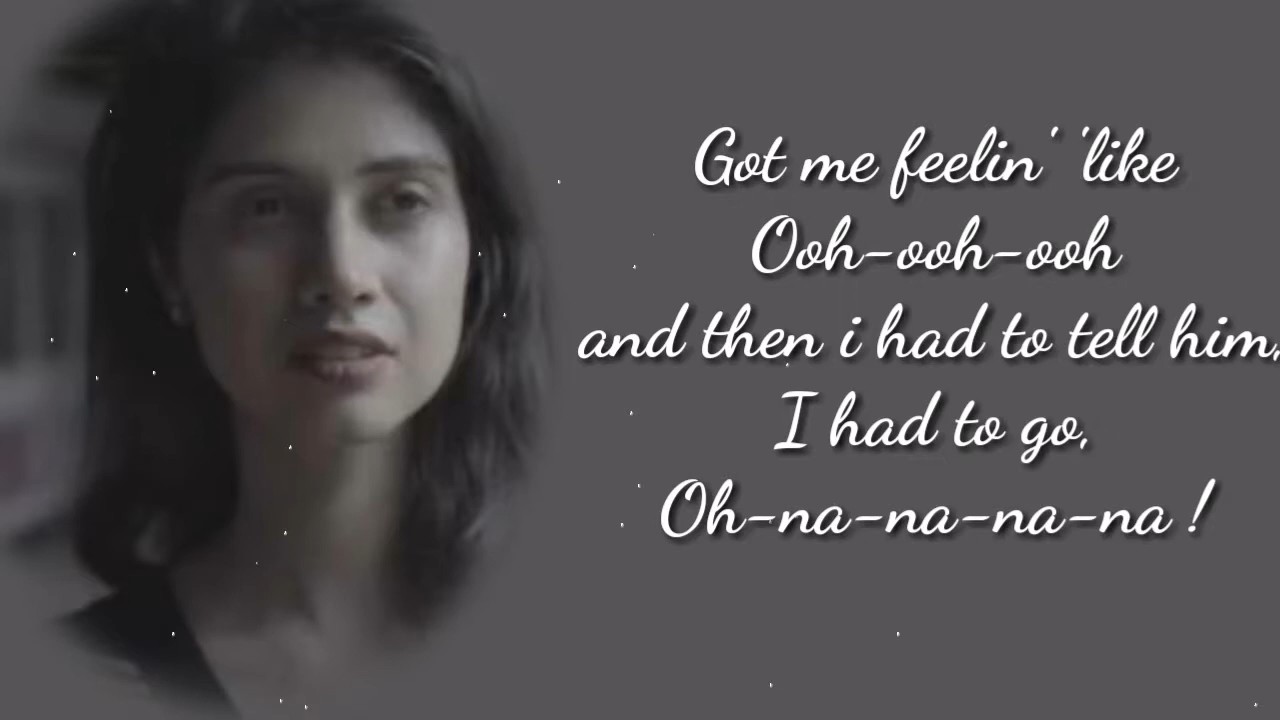 Got me feelin' 'like
Ooh-ooh-ooh
and then i had to tell him,
I had to go,
Oh-na-na-na-na !